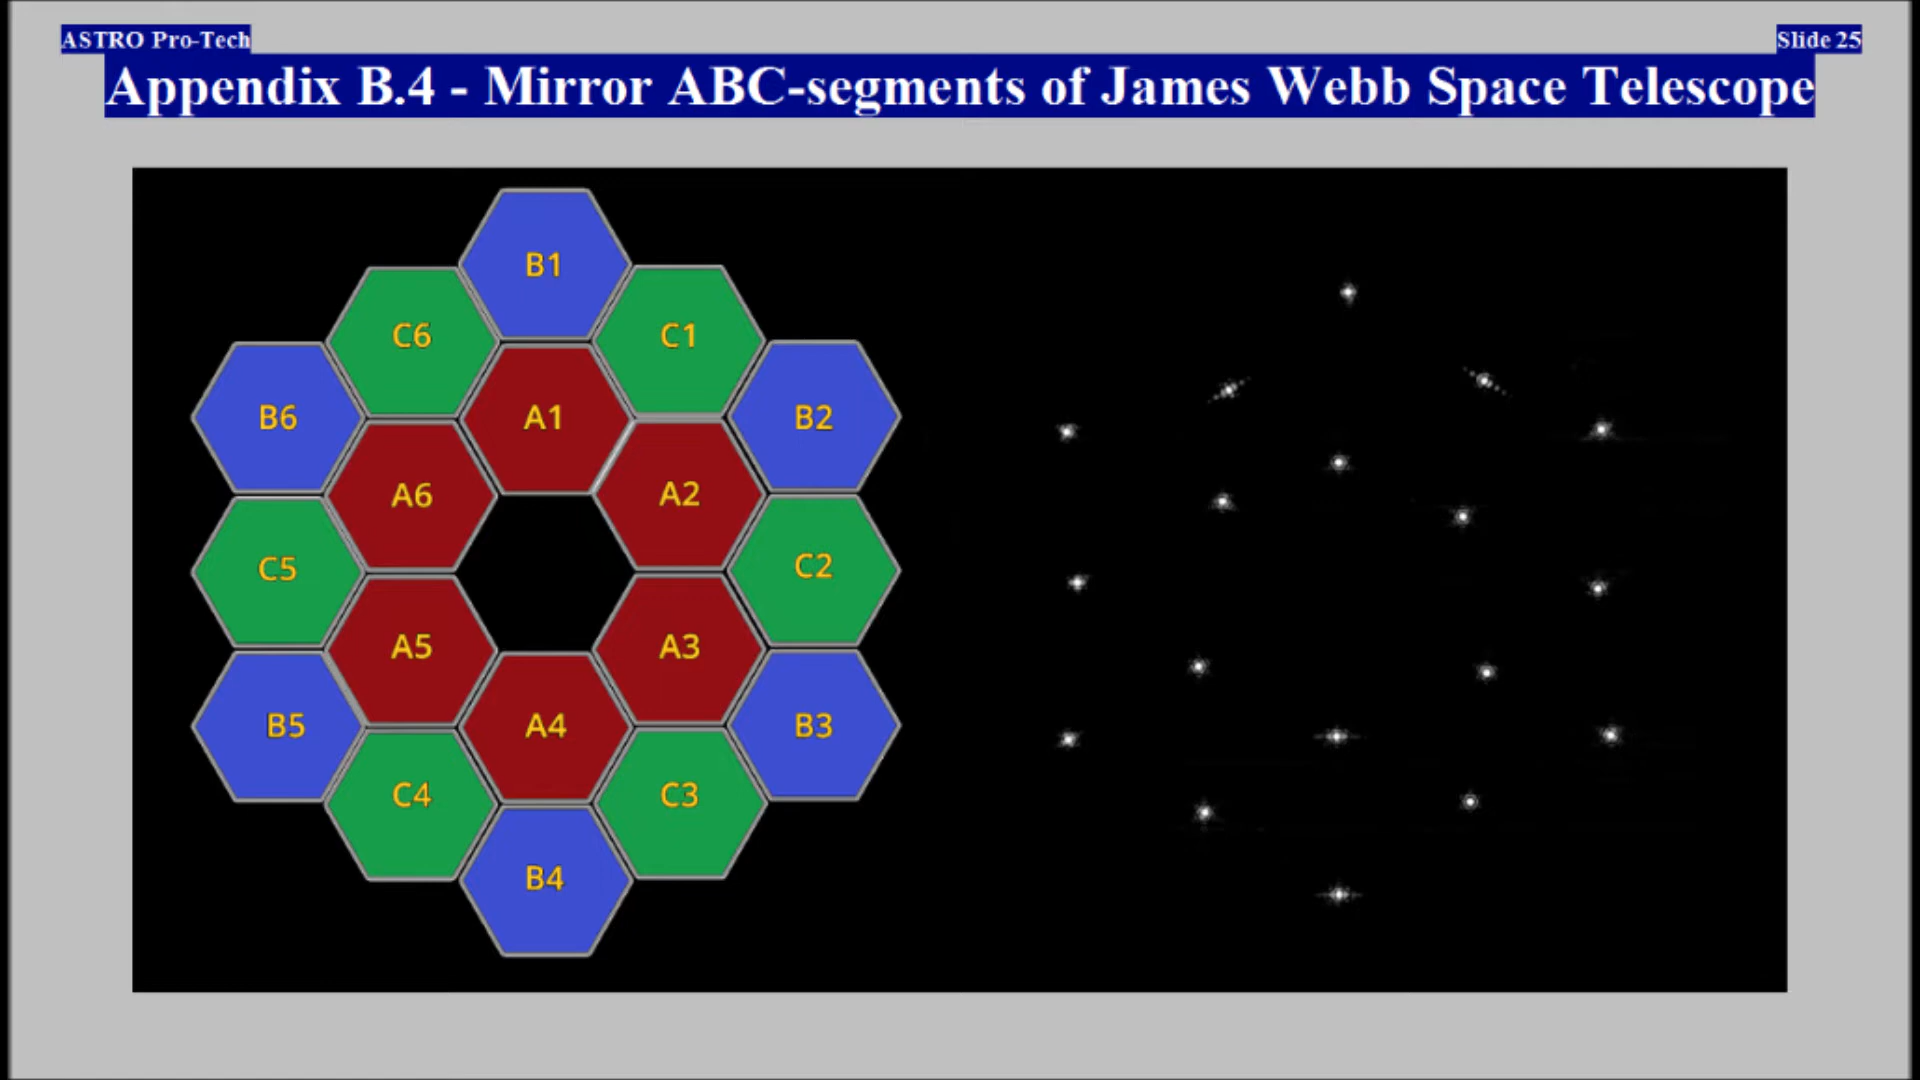 ASTRO Pro-Tech
Slide 25
Appendix B.4 - Mirror ABC-segments of James Webb Space Telescope
B1
C6
C1
B6
A1
B2
A6
A2
C5
C2
A5
A3
B5
A4
B3
C4
C3
B4